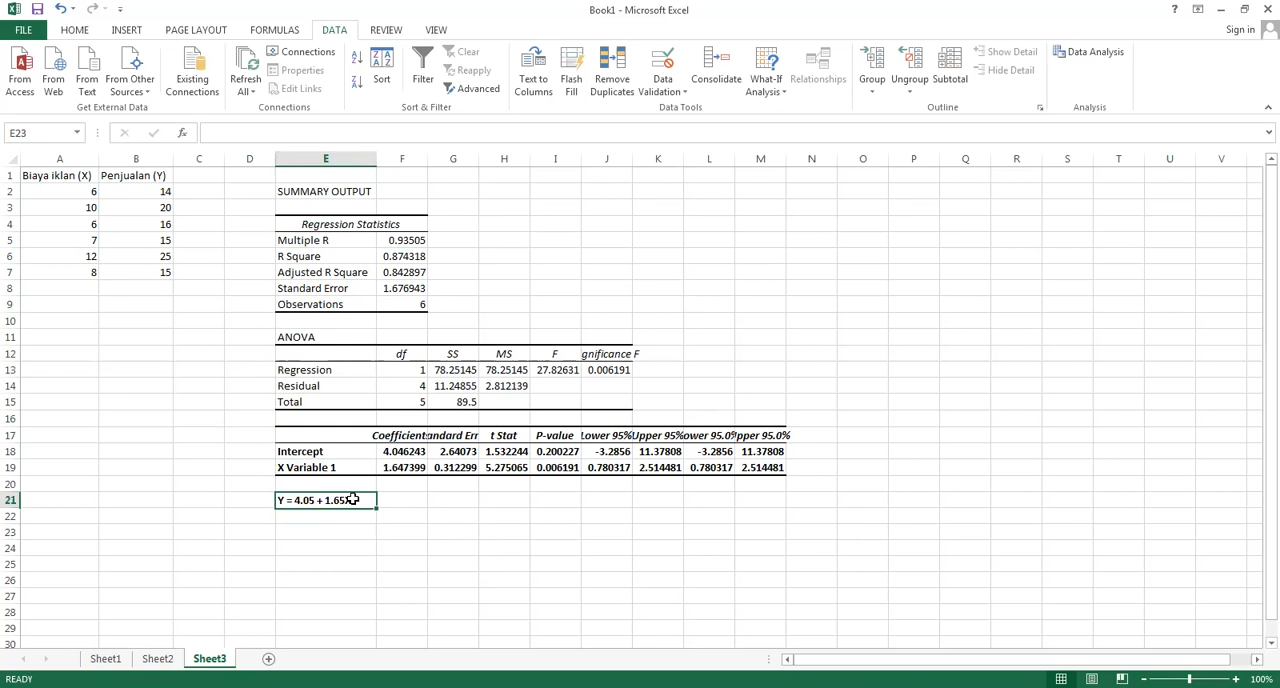 Book1 - Microsoft Excel
Sign in
FILE HOME INSERT PAGE LAYOUT FORMULAS DATA REVIEW VIEW
From Access
From Web
From Text
From Other Sources
Existing Connections
Get External Data
Refresh All
Connections
Properties
Edit Links
Connections
Sort
Filter
Clear
Reapply
Advanced
Sort & Filter
Text to Columns
Flash Fill
Remove Duplicates
Data Validation
Consolidate
What-If Analysis
Relationships
Data Tools
Group
Ungroup
Subtotal
Show Detail
Hide Detail
Outline
Data Analysis
Analysis
E23 fx
A B C D E F G H I J K L M N O P Q R S T U V
1 Biaya iklan (X) Penjualan (Y)
2 6 14 SUMMARY OUTPUT
3 10 20
4 6 16 Regression Statistics
5 7 15 Multiple R 0.93505
6 12 25 R Square 0.874318
7 8 15 Adjusted R Square 0.842897
8 Standard Error 1.676943
9 Observations 6
10
11 ANOVA
12 df SS MS F gnificance F
13 Regression 1 78.25145 78.25145 27.82631 0.006191
14 Residual 4 11.24855 2.812139
15 Total 5 89.5
16
17 Coefficient andard Err t Stat P-value Lower 95% Upper 95% ower 95.0% pper 95.0%
18 Intercept 4.046243 2.64073 1.532244 0.200227 -3.2856 11.37808 -3.2856 11.37808
19 X Variable 1 1.647399 0.312299 5.275065 0.006191 0.780317 2.514481 0.780317 2.514481
20
21 Y = 4.05 + 1.65
22
23
24
25
26
27
28
29
30
Sheet1 Sheet2 Sheet3
READY 100%